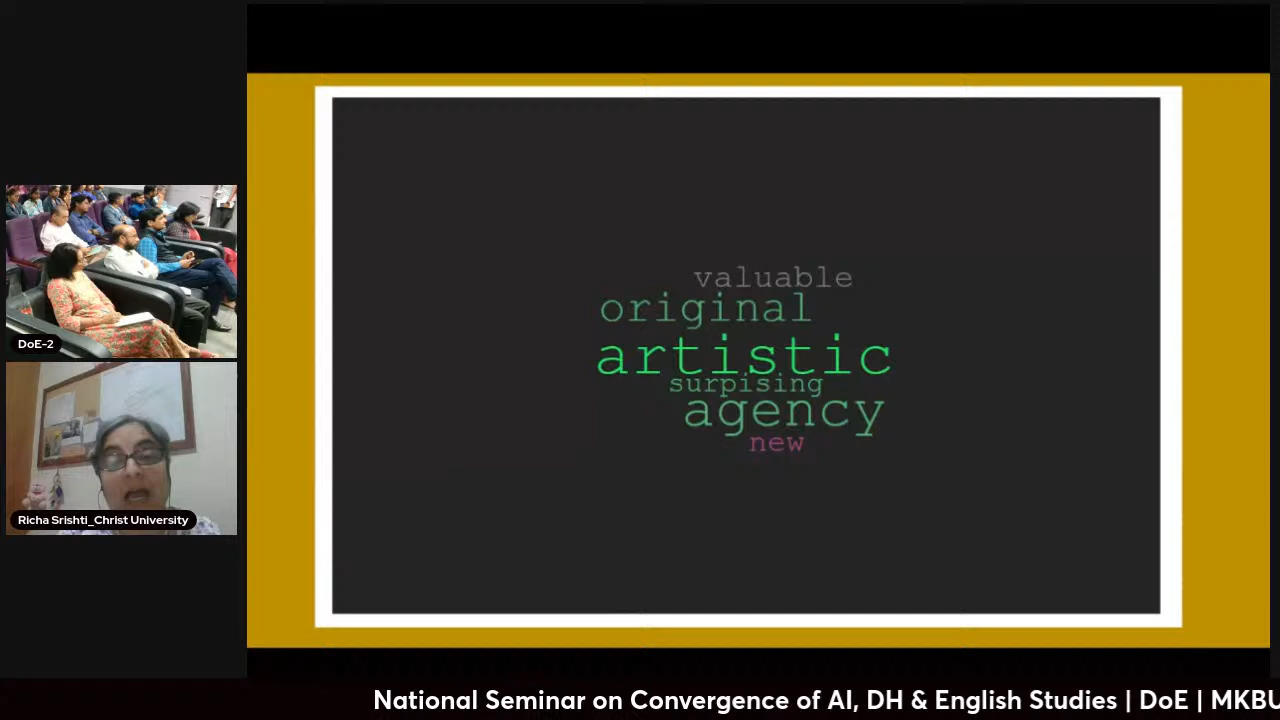 valuable
original
artistic
surpising
agency
new
DoE-2
Richa Srishti_Christ University
National Seminar on Convergence of AI, DH & English Studies | DoE | MKBU